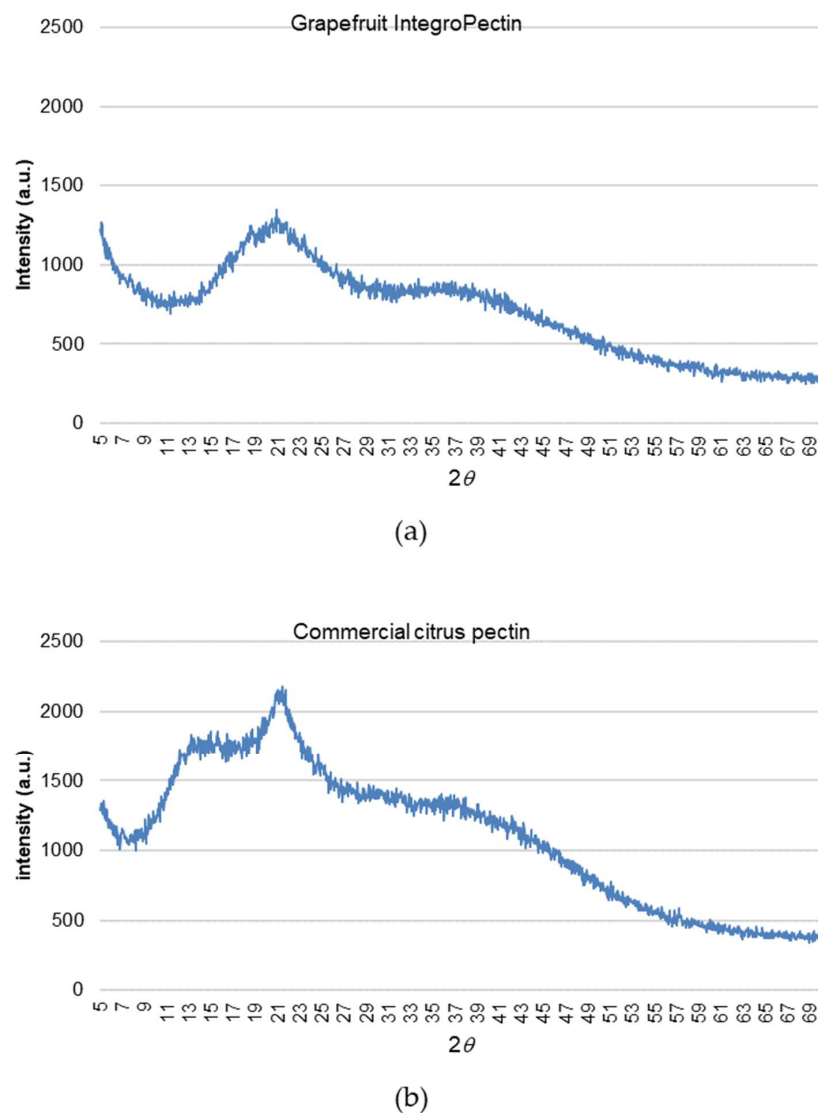 Grapefruit IntegroPectin
2500
2000
1500
1000
500
0
Intensity (a.u.)
5 7 9 11 13 15 17 19 21 23 25 27 29 31 33 35 37 39 41 43 45 47 49 51 53 55 57 59 61 63 65 67 69
2θ
(a)
Commercial citrus pectin
2500
2000
1500
1000
500
0
intensity (a.u.)
5 7 9 11 13 15 17 19 21 23 25 27 29 31 33 35 37 39 41 43 45 47 49 51 53 55 57 59 61 63 65 67 69
2θ
(b)